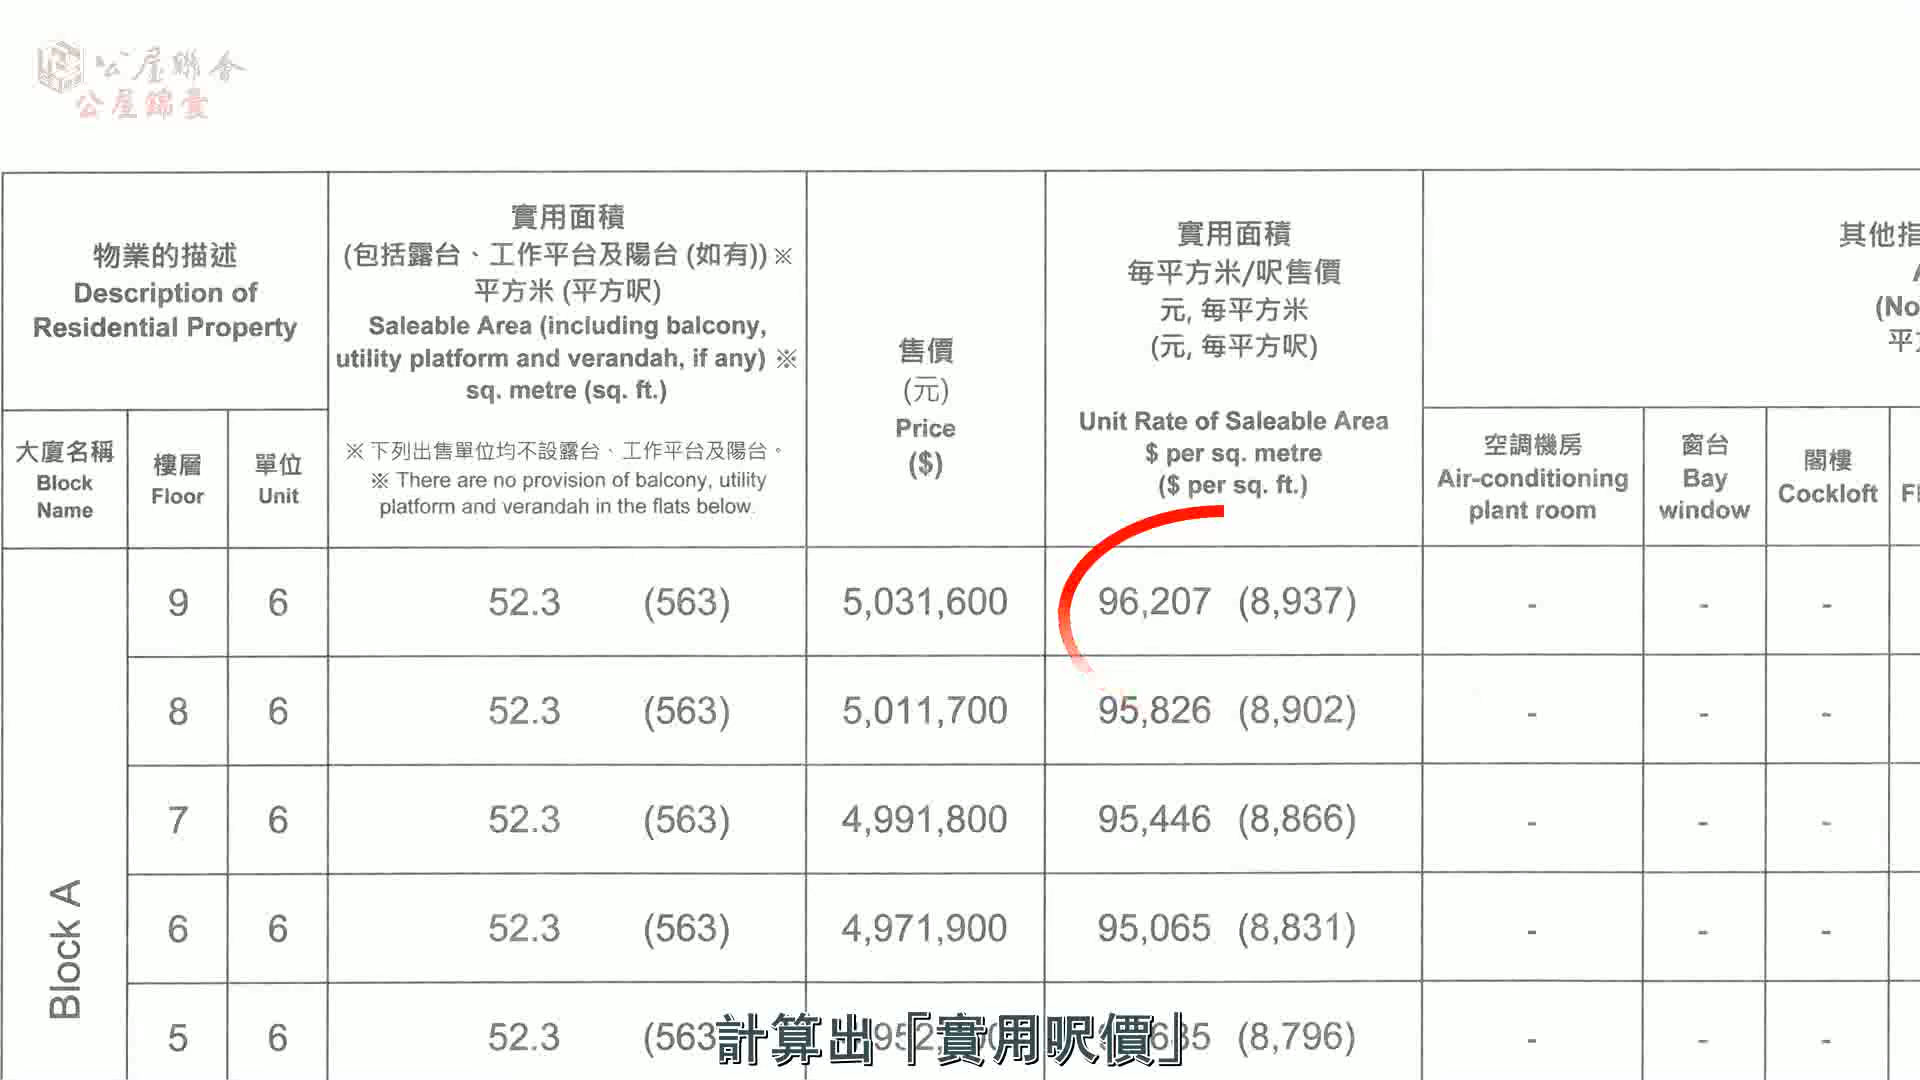 公屋聯會
公屋錦囊
物業的描述
Description of
Residential Property
實用面積
(包括露台、工作平台及陽台 (如有)) ※
平方米 (平方呎)
Saleable Area (including balcony,
utility platform and verandah, if any) ※
sq. metre (sq. ft.)
※ 下列出售單位均不設露台、工作平台及陽台。
※ There are no provision of balcony, utility
platform and verandah in the flats below.
售價
(元)
Price
($)
實用面積
每平方米/呎售價
元, 每平方米
(元, 每平方呎)
Unit Rate of Saleable Area
$ per sq. metre
($ per sq. ft.)
其他指
(No
平方
大廈名稱
Block
Name
樓層
Floor
單位
Unit
空調機房
Air-conditioning
plant room
窗台
Bay
window
閣樓
Cockloft
Block A
9 6 52.3 (563) 5,031,600 96,207 (8,937) - - -
8 6 52.3 (563) 5,011,700 95,826 (8,902) - - -
7 6 52.3 (563) 4,991,800 95,446 (8,866) - - -
6 6 52.3 (563) 4,971,900 95,065 (8,831) - - -
5 6 52.3 (563 (8,796) - - -
計算出「實用呎價」